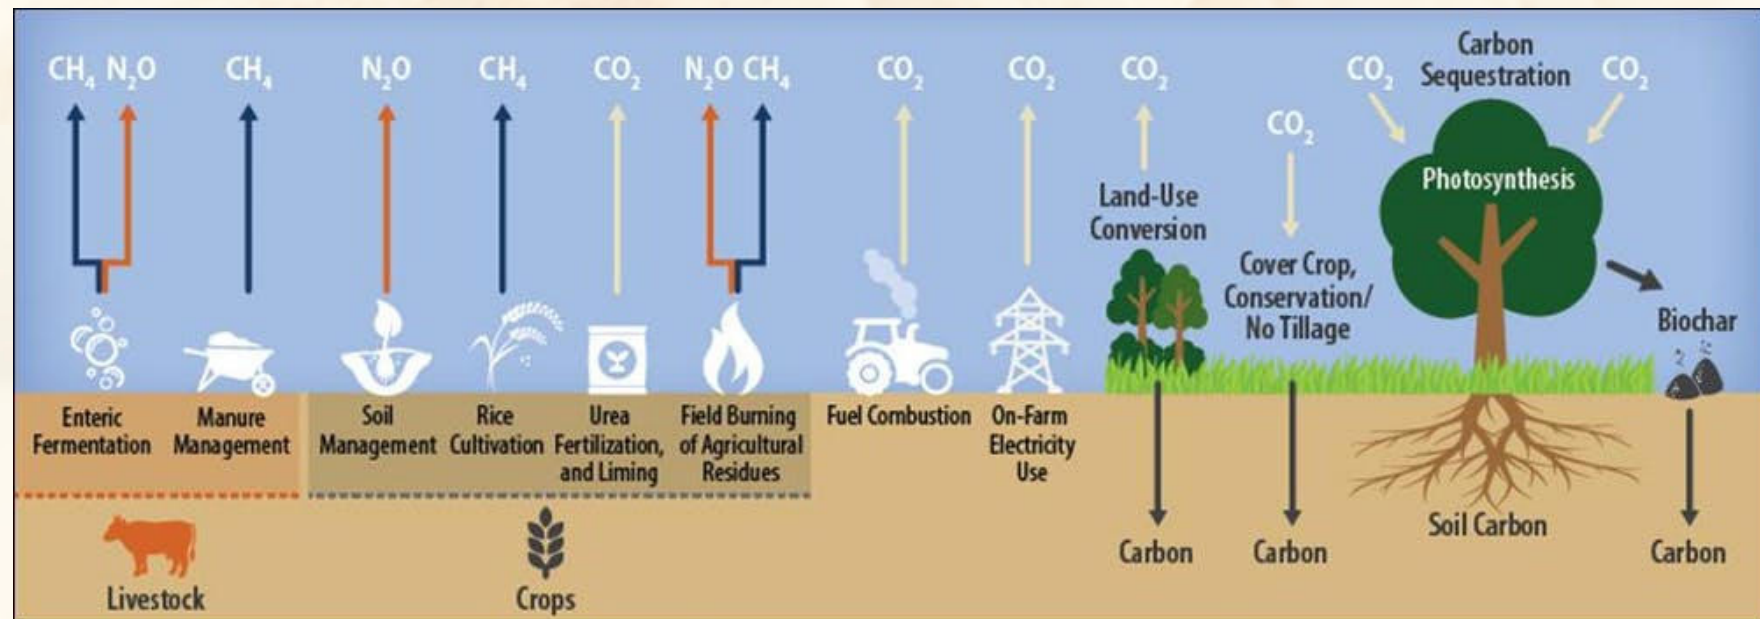 CH₄ N₂O
CH₄
N₂O
CH₄
CO₂
N₂O CH₄
CO₂
CO₂
CO₂
CO₂
CO₂
Carbon
Sequestration
CO₂
Photosynthesis
Land-Use
Conversion
Cover Crop,
Conservation/
No Tillage
Biochar
Enteric
Fermentation
Manure
Management
Soil
Management
Rice
Cultivation
Urea
Fertilization,
and Liming
Field Burning
of Agricultural
Residues
Fuel Combustion
On-Farm
Electricity
Use
Carbon
Carbon
Soil Carbon
Carbon
Livestock
Crops